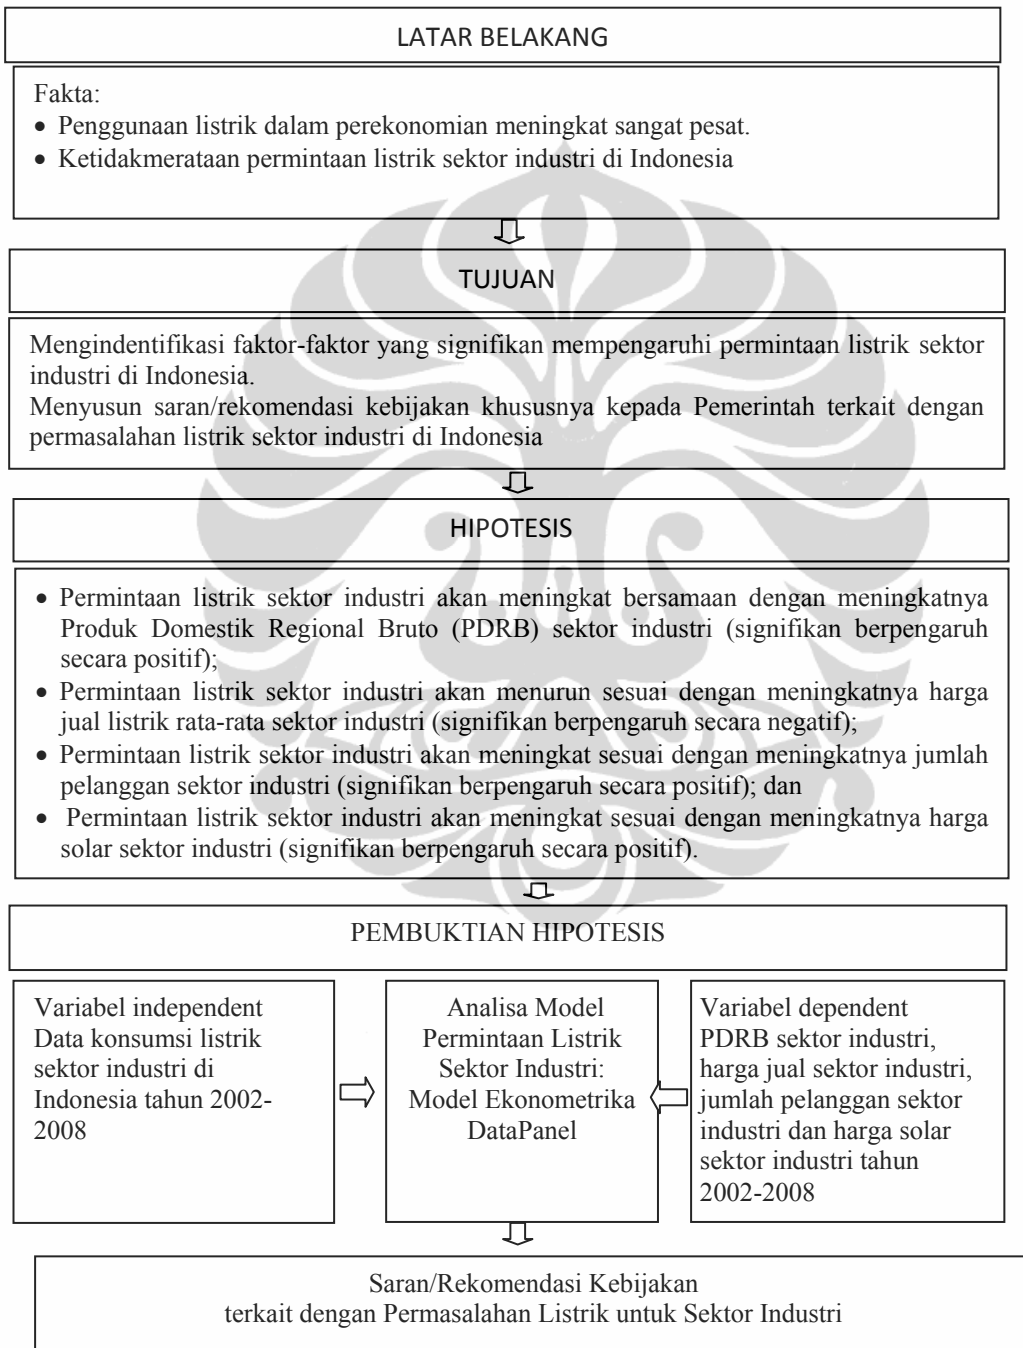 LATAR BELAKANG
Fakta:
• Penggunaan listrik dalam perekonomian meningkat sangat pesat.
• Ketidakmerataan permintaan listrik sektor industri di Indonesia
TUJUAN
Mengindentifikasi faktor-faktor yang signifikan mempengaruhi permintaan listrik sektor
industri di Indonesia.
Menyusun saran/rekomendasi kebijakan khususnya kepada Pemerintah terkait dengan
permasalahan listrik sektor industri di Indonesia
HIPOTESIS
• Permintaan listrik sektor industri akan meningkat bersamaan dengan meningkatnya
Produk Domestik Regional Bruto (PDRB) sektor industri (signifikan berpengaruh
secara positif);
• Permintaan listrik sektor industri akan menurun sesuai dengan meningkatnya harga
jual listrik rata-rata sektor industri (signifikan berpengaruh secara negatif);
• Permintaan listrik sektor industri akan meningkat sesuai dengan meningkatnya jumlah
pelanggan sektor industri (signifikan berpengaruh secara positif); dan
• Permintaan listrik sektor industri akan meningkat sesuai dengan meningkatnya harga
solar sektor industri (signifikan berpengaruh secara positif).
PEMBUKTIAN HIPOTESIS
Variabel independent
Data konsumsi listrik
sektor industri di
Indonesia tahun 2002-
2008
Analisa Model
Permintaan Listrik
Sektor Industri:
Model Ekonometrika
DataPanel
Variabel dependent
PDRB sektor industri,
harga jual sektor industri,
jumlah pelanggan sektor
industri dan harga solar
sektor industri tahun
2002-2008
Saran/Rekomendasi Kebijakan
terkait dengan Permasalahan Listrik untuk Sektor Industri